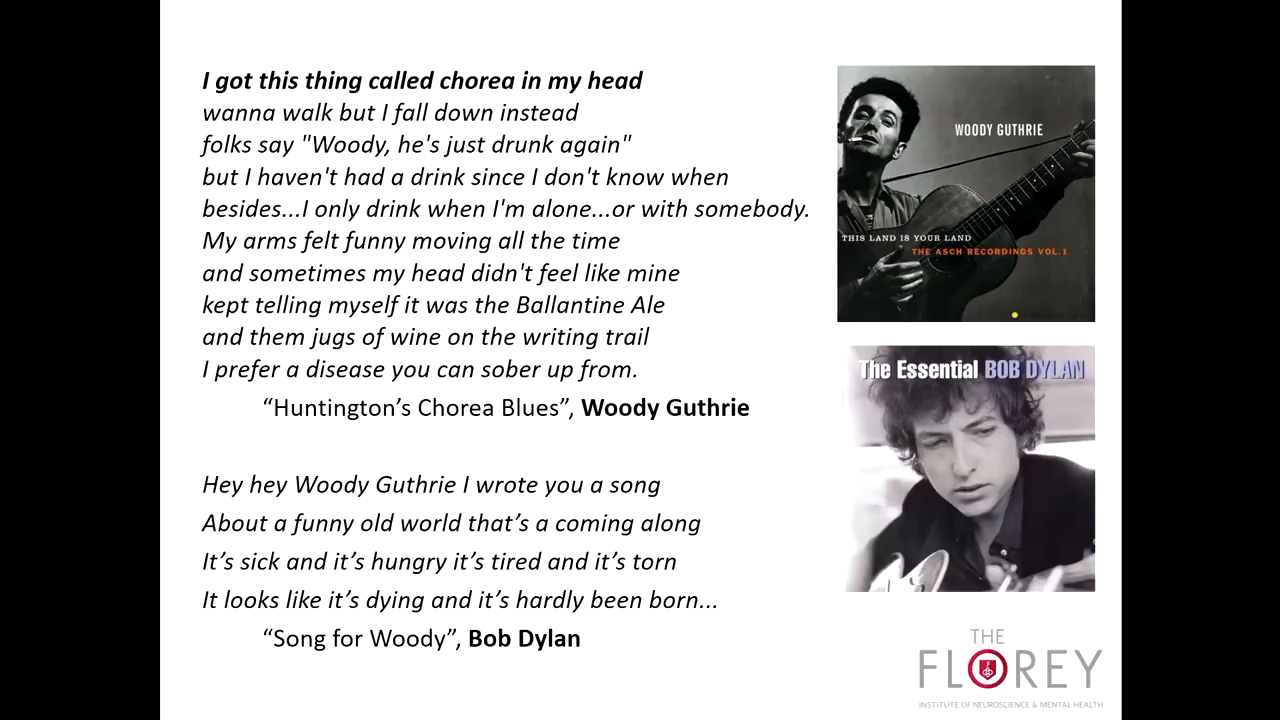 I got this thing called chorea in my head
wanna walk but I fall down instead
folks say "Woody, he's just drunk again"
but I haven't had a drink since I don't know when
besides...I only drink when I'm alone...or with somebody.
My arms felt funny moving all the time
and sometimes my head didn't feel like mine
kept telling myself it was the Ballantine Ale
and them jugs of wine on the writing trail
I prefer a disease you can sober up from.
“Huntington’s Chorea Blues”, Woody Guthrie
Hey hey Woody Guthrie I wrote you a song
About a funny old world that’s a coming along
It’s sick and it’s hungry it’s tired and it’s torn
It looks like it’s dying and it’s hardly been born...
“Song for Woody”, Bob Dylan
WOODY GUTHRIE
THIS LAND IS YOUR LAND
THE ASCH RECORDINGS VOL.1
The Essential BOB DYLAN
THE
FLOREY
INSTITUTE OF NEUROSCIENCE & MENTAL HEALTH